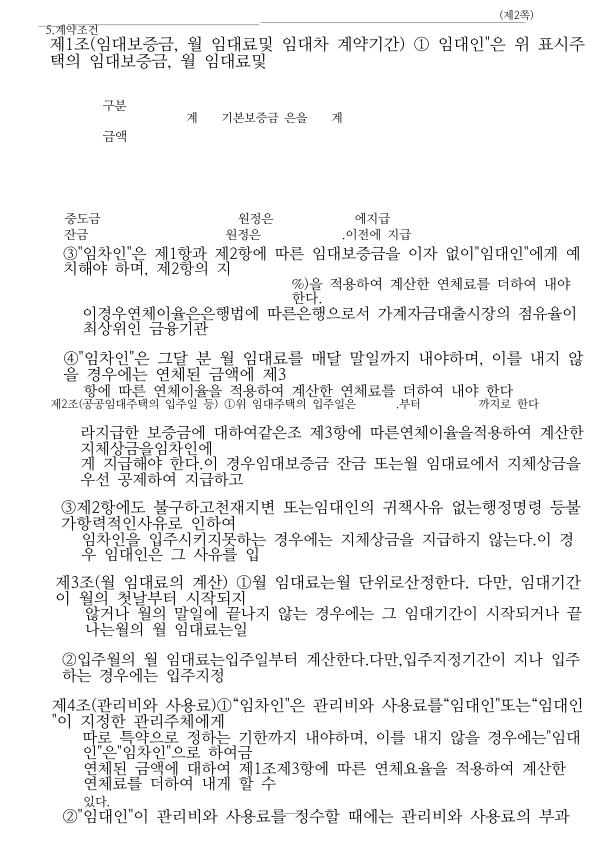 (제2쪽)
5.계약조건
제1조(임대보증금, 월 임대료및 임대차 계약기간) ① 임대인"은 위 표시주
택의 임대보증금, 월 임대료및
구분
계 기본보증금 은을 계
금액
중도금 원정은 에지급
잔금 원정은 .이전에 지급
③"임차인"은 제1항과 제2항에 따른 임대보증금을 이자 없이"임대인"에게 예
치해야 하며, 제2항의 지
%)을 적용하여 계산한 연체료를 더하여 내야
한다.
이경우연체이율은은행법에 따른은행으로서 가계자금대출시장의 점유율이
최상위인 금융기관
④"임차인"은 그달 분 월 임대료를 매달 말일까지 내야하며, 이를 내지 않
을 경우에는 연체된 금액에 제3
항에 따른 연체이율을 적용하여 계산한 연체료를 더하여 내야 한다
제2조(공공임대주택의 입주일 등) ①위 임대주택의 입주일은 .부터 까지로 한다
라지급한 보증금에 대하여같은조 제3항에 따른연체이율을적용하여 계산한
지체상금을임차인에
게 지급해야 한다.이 경우임대보증금 잔금 또는월 임대료에서 지체상금을
우선 공제하여 지급하고
③제2항에도 불구하고천재지변 또는임대인의 귀책사유 없는행정명령 등불
가항력적인사유로 인하여
임차인을 입주시키지못하는 경우에는 지체상금을 지급하지 않는다.이 경
우 임대인은 그 사유를 입
제3조(월 임대료의 계산) ①월 임대료는월 단위로산정한다. 다만, 임대기간
이 월의 첫날부터 시작되지
않거나 월의 말일에 끝나지 않는 경우에는 그 임대기간이 시작되거나 끝
나는월의 월 임대료는일
②입주월의 월 임대료는입주일부터 계산한다.다만,입주지정기간이 지나 입주
하는 경우에는 입주지정
제4조(관리비와 사용료)①“임차인"은 관리비와 사용료를“임대인"또는“임대인
"이 지정한 관리주체에게
따로 특약으로 정하는 기한까지 내야하며, 이를 내지 않을 경우에는"임대
인"은"임차인"으로 하여금
연체된 금액에 대하여 제1조제3항에 따른 연체요율을 적용하여 계산한
연체료를 더하여 내게 할 수
있다.
②"임대인"이 관리비와 사용료를 징수할 때에는 관리비와 사용료의 부과